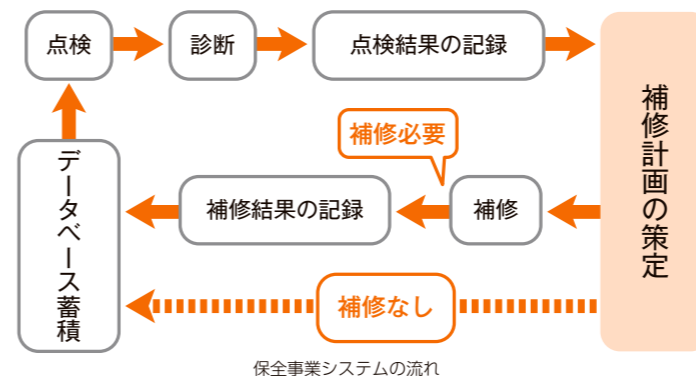 点検
診断
点検結果の記録
補修計画の策定
補修必要
補修
補修結果の記録
データベース蓄積
補修なし
保全事業システムの流れ